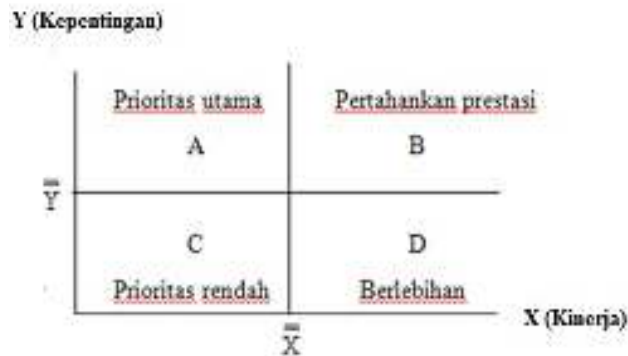 Y (Kepentingan)
Prioritas utama
Pertahankan prestasi
A
B
Y
C
D
Prioritas rendah
Berlebihan
X (Kinerja)
X